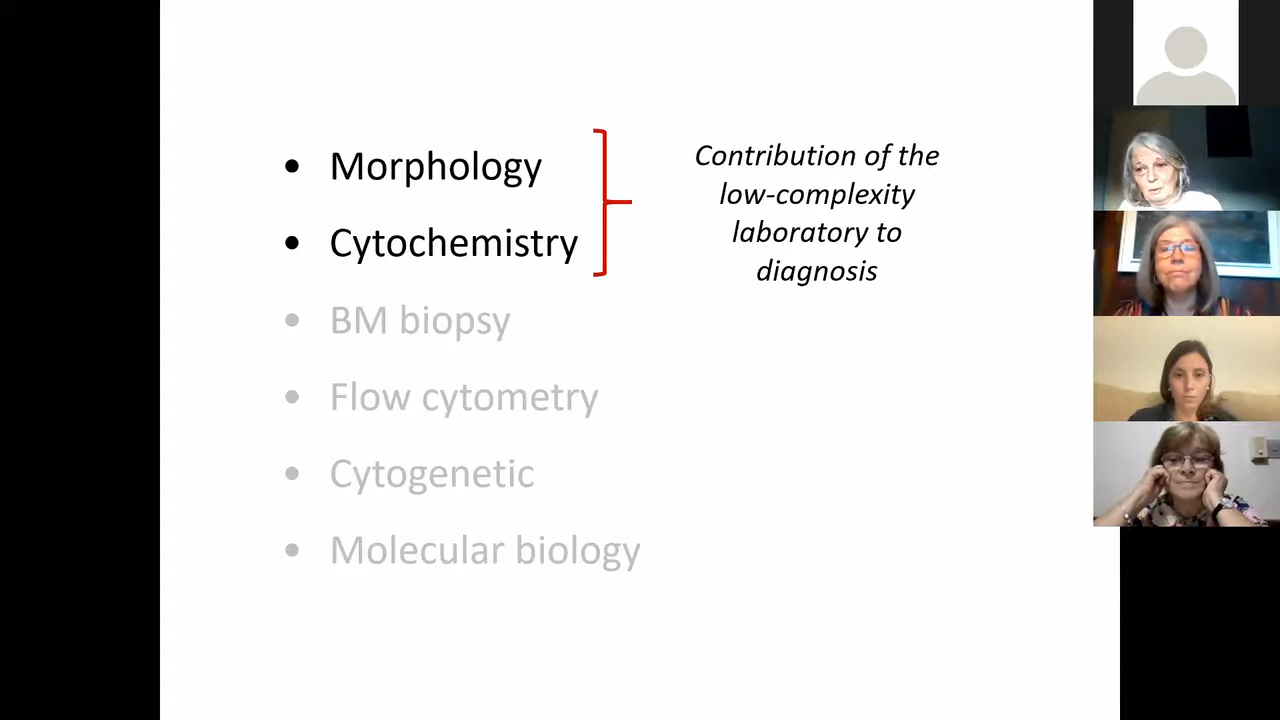 • Morphology
• Cytochemistry
• BM biopsy
• Flow cytometry
• Cytogenetic
• Molecular biology
Contribution of the
low-complexity
laboratory to
diagnosis